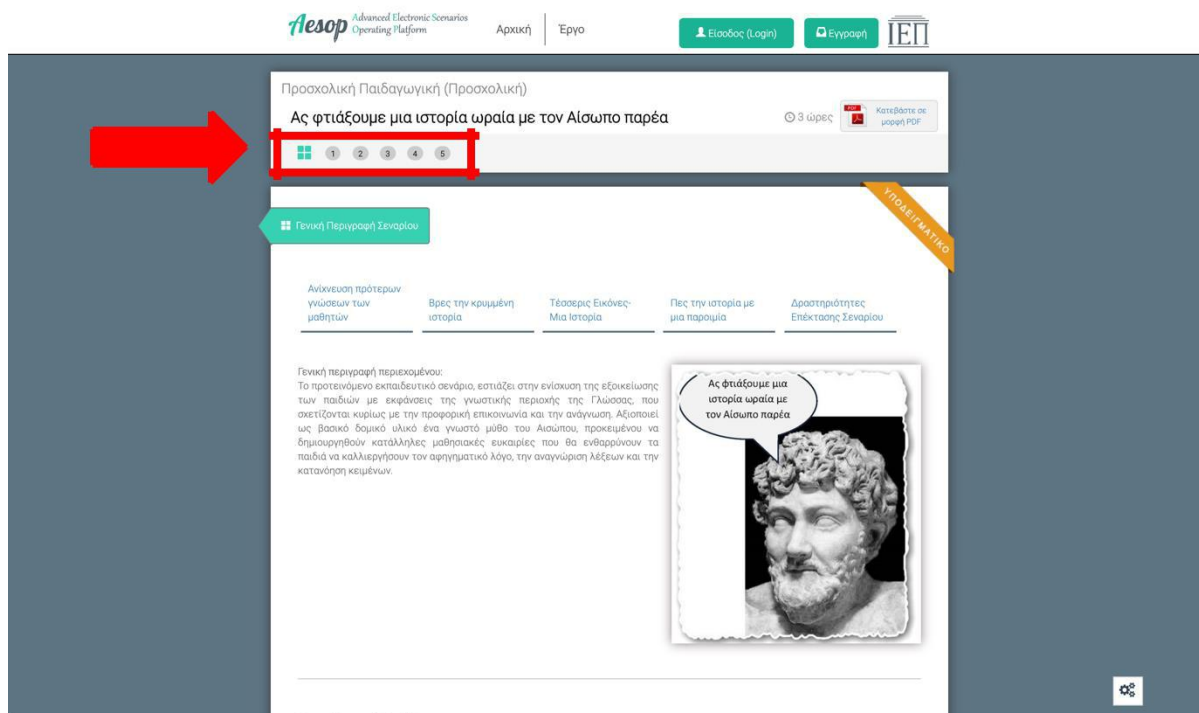 Aesop Advanced Electronic Scenarios
Operating Platform
Αρχική
Έργο
Είσοδος (Login)
Εγγραφή
ΙΕΠ
Προσχολική Παιδαγωγική (Προσχολική)
Ας φτιάξουμε μια ιστορία ωραία με τον Αίσωπο παρέα
3 ώρες
PDF
Κατεβάστε σε
μορφή PDF
1 2 3 4 5
ΥΠΟΔΕΙΓΜΑΤΙΚΟ
Γενική Περιγραφή Σεναρίου
Ανίχνευση πρότερων
γνώσεων των
μαθητών
Βρες την κρυμμένη
ιστορία
Τέσσερις Εικόνες-
Μια Ιστορία
Πες την ιστορία με
μια παροιμία
Δραστηριότητες
Επέκτασης Σεναρίου
Γενική περιγραφή περιεχομένου:
Το προτεινόμενο εκπαιδευτικό σενάριο, εστιάζει στην ενίσχυση της εξοικείωσης
των παιδιών με εκφάνσεις της γνωστικής περιοχής της Γλώσσας, που
σχετίζονται κυρίως με την προφορική επικοινωνία και την ανάγνωση. Αξιοποιεί
ως βασικό δομικό υλικό ένα γνωστό μύθο του Αισώπου, προκειμένου να
δημιουργηθούν κατάλληλες μαθησιακές ευκαιρίες που θα ενθαρρύνουν τα
παιδιά να καλλιεργήσουν τον αφηγηματικό λόγο, την αναγνώριση λέξεων και την
κατανόηση κειμένων.
Ας φτιάξουμε μια
ιστορία ωραία με
τον Αίσωπο παρέα